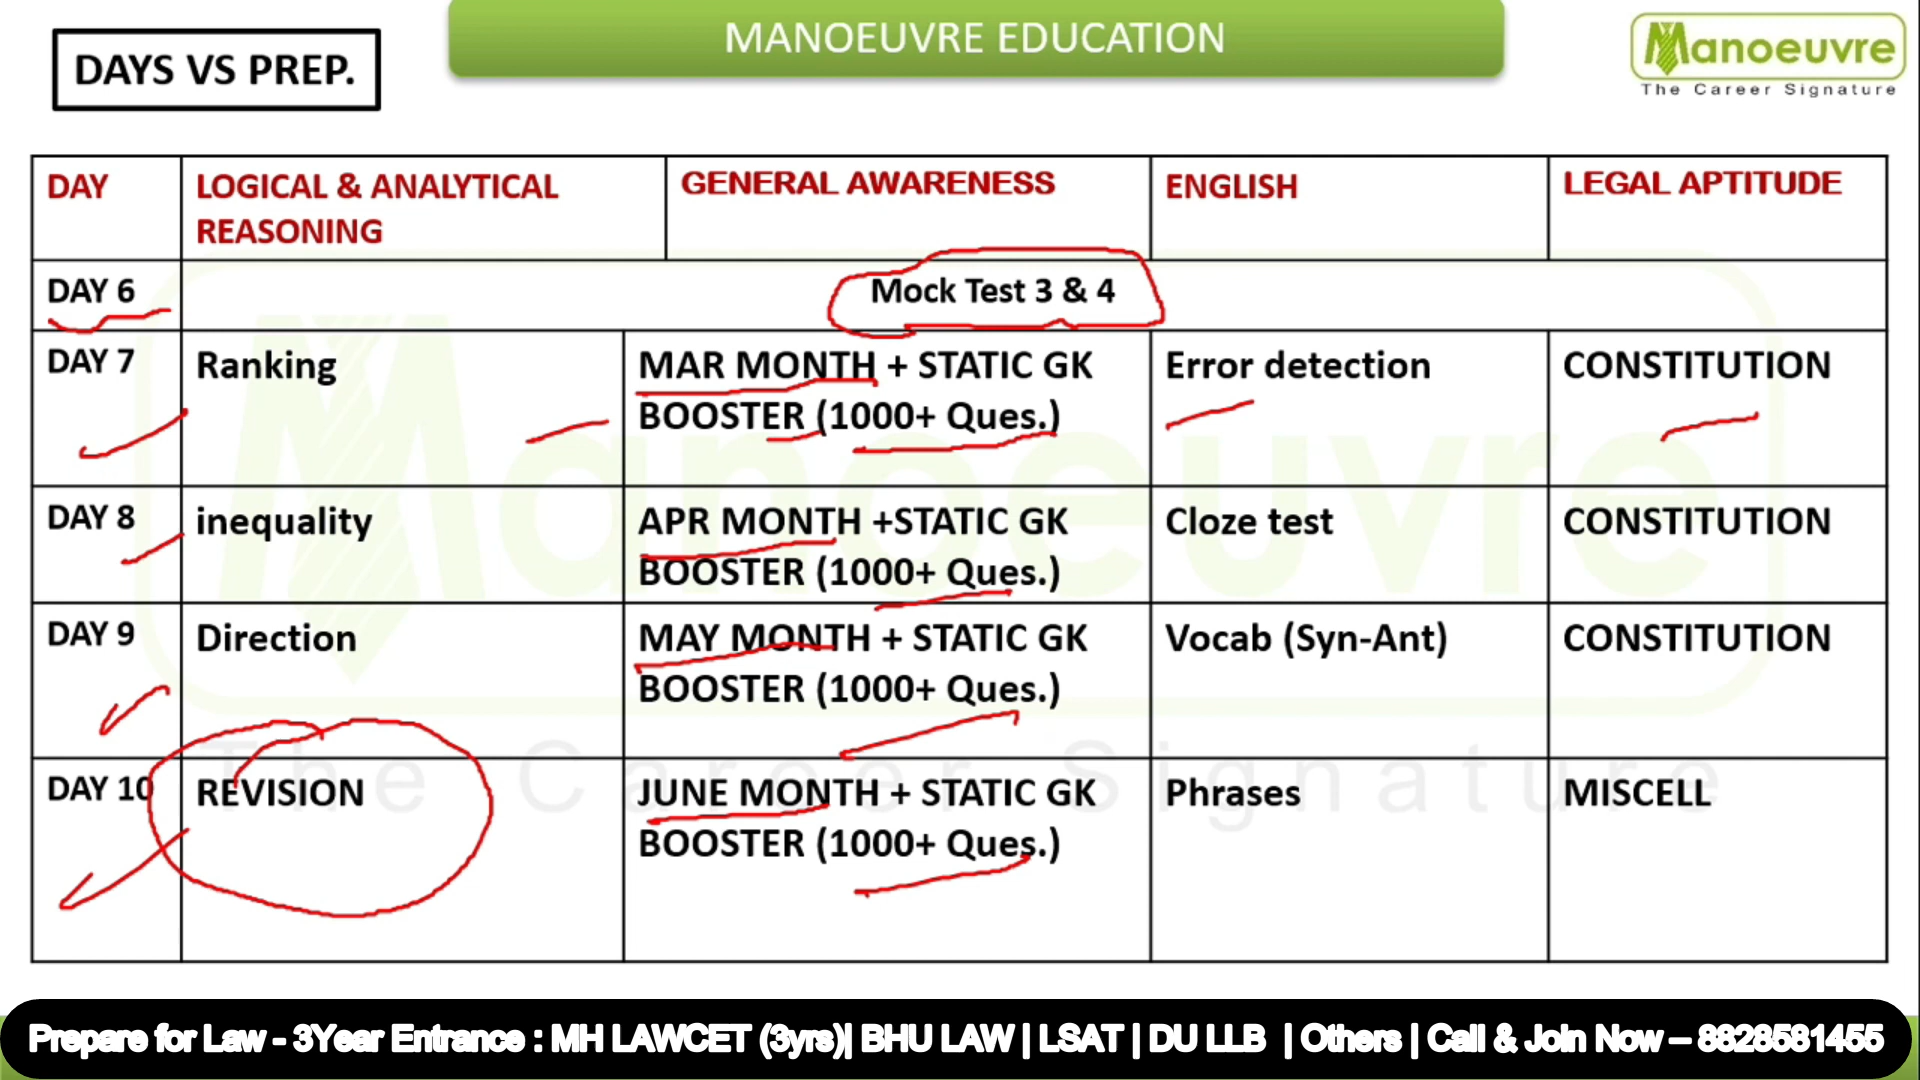 MANOEUVRE EDUCATION
DAYS VS PREP.
Manoeuvre
The Career Signature
DAY
LOGICAL & ANALYTICAL
REASONING
GENERAL AWARENESS
ENGLISH
LEGAL APTITUDE
DAY 6
Mock Test 3 & 4
DAY 7
Ranking
MAR MONTH + STATIC GK
BOOSTER (1000+ Ques.)
Error detection
CONSTITUTION
DAY 8
inequality
APR MONTH +STATIC GK
BOOSTER (1000+ Ques.)
Cloze test
CONSTITUTION
DAY 9
Direction
MAY MONTH + STATIC GK
BOOSTER (1000+ Ques.)
Vocab (Syn-Ant)
CONSTITUTION
DAY 10
REVISION
JUNE MONTH + STATIC GK
BOOSTER (1000+ Ques.)
Phrases
MISCELL
Manoeuvre
The Career Signature
Prepare for Law - 3Year Entrance : MH LAWCET (3yrs)| BHU LAW | LSAT | DU LLB | Others | Call & Join Now – 8828581455